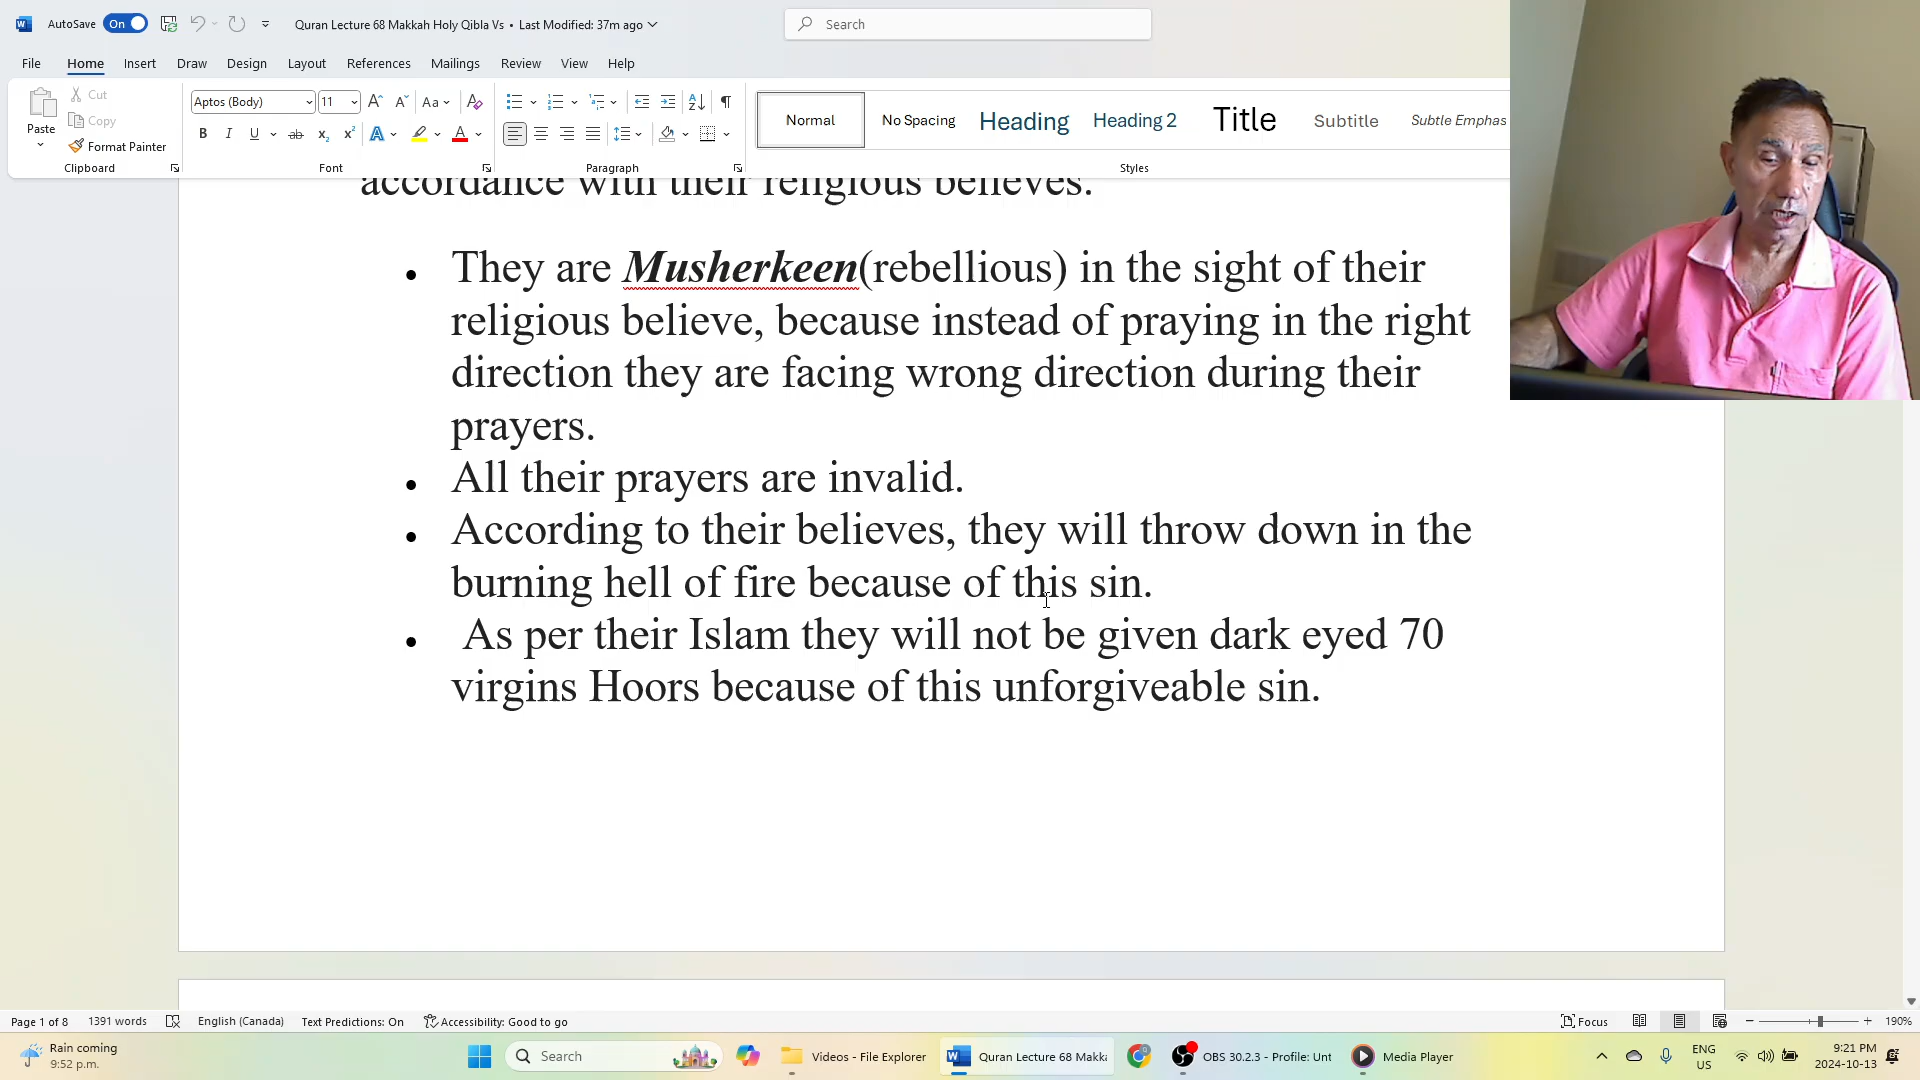 AutoSave On Quran Lecture 68 Makkah Holy Qibla Vs • Last Modified: 37m ago Search
File Home Insert Draw Design Layout References Mailings Review View Help
Paste Cut Copy Format Painter
Aptos (Body) 11 Aa
B I U ab x₂ x² A A
Normal No Spacing Heading Heading 2 Title Subtitle Subtle Emphas
Clipboard Font Paragraph Styles
accordance with their religious believes.
• They are Musherkeen(rebellious) in the sight of their
religious believe, because instead of praying in the right
direction they are facing wrong direction during their
prayers.
• All their prayers are invalid.
• According to their believes, they will throw down in the
burning hell of fire because of this sin.
• As per their Islam they will not be given dark eyed 70
virgins Hoors because of this unforgiveable sin.
Page 1 of 8 1391 words English (Canada) Text Predictions: On Accessibility: Good to go Focus 190%
Rain coming
9:52 p.m.
Search Videos - File Explorer Quran Lecture 68 Makka OBS 30.2.3 - Profile: Unt Media Player
ENG
US
9:21 PM
2024-10-13